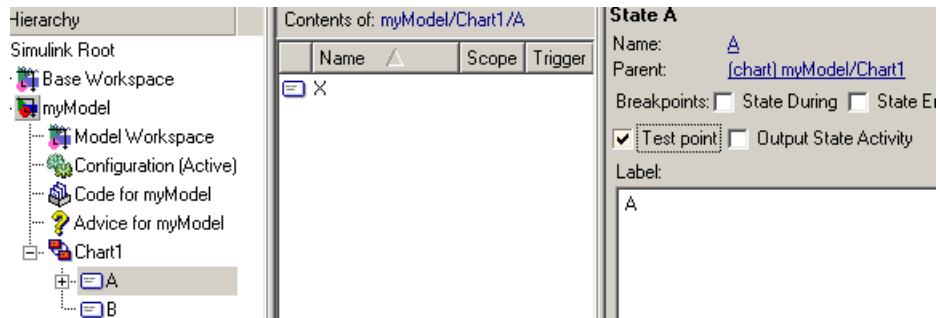 Hierarchy
Simulink Root
Base Workspace
myModel
Model Workspace
Configuration (Active)
Code for myModel
Advice for myModel
Chart1
A
B
Contents of: myModel/Chart1/A
Name Scope Trigger
X
State A
Name: A
Parent: (chart) myModel/Chart1
Breakpoints: State During State
Test point Output State Activity
Label:
A